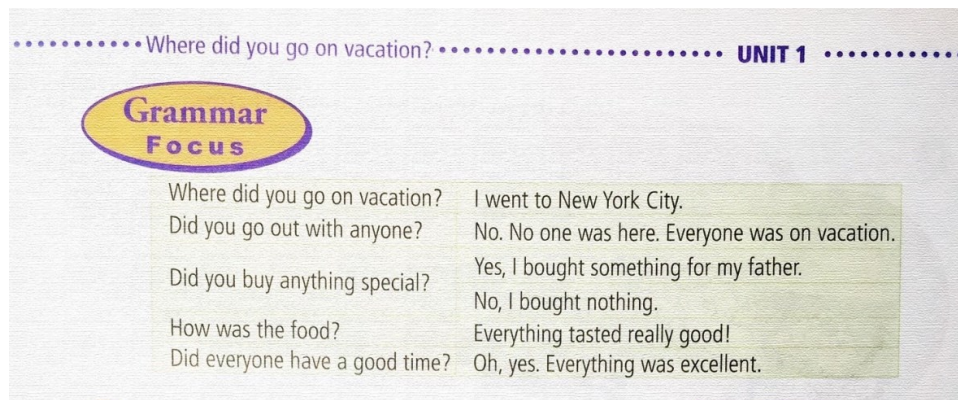 Where did you go on vacation? UNIT 1
Grammar
Focus
Where did you go on vacation? I went to New York City.
Did you go out with anyone? No. No one was here. Everyone was on vacation.
Did you buy anything special? Yes, I bought something for my father.
No, I bought nothing.
How was the food? Everything tasted really good!
Did everyone have a good time? Oh, yes. Everything was excellent.